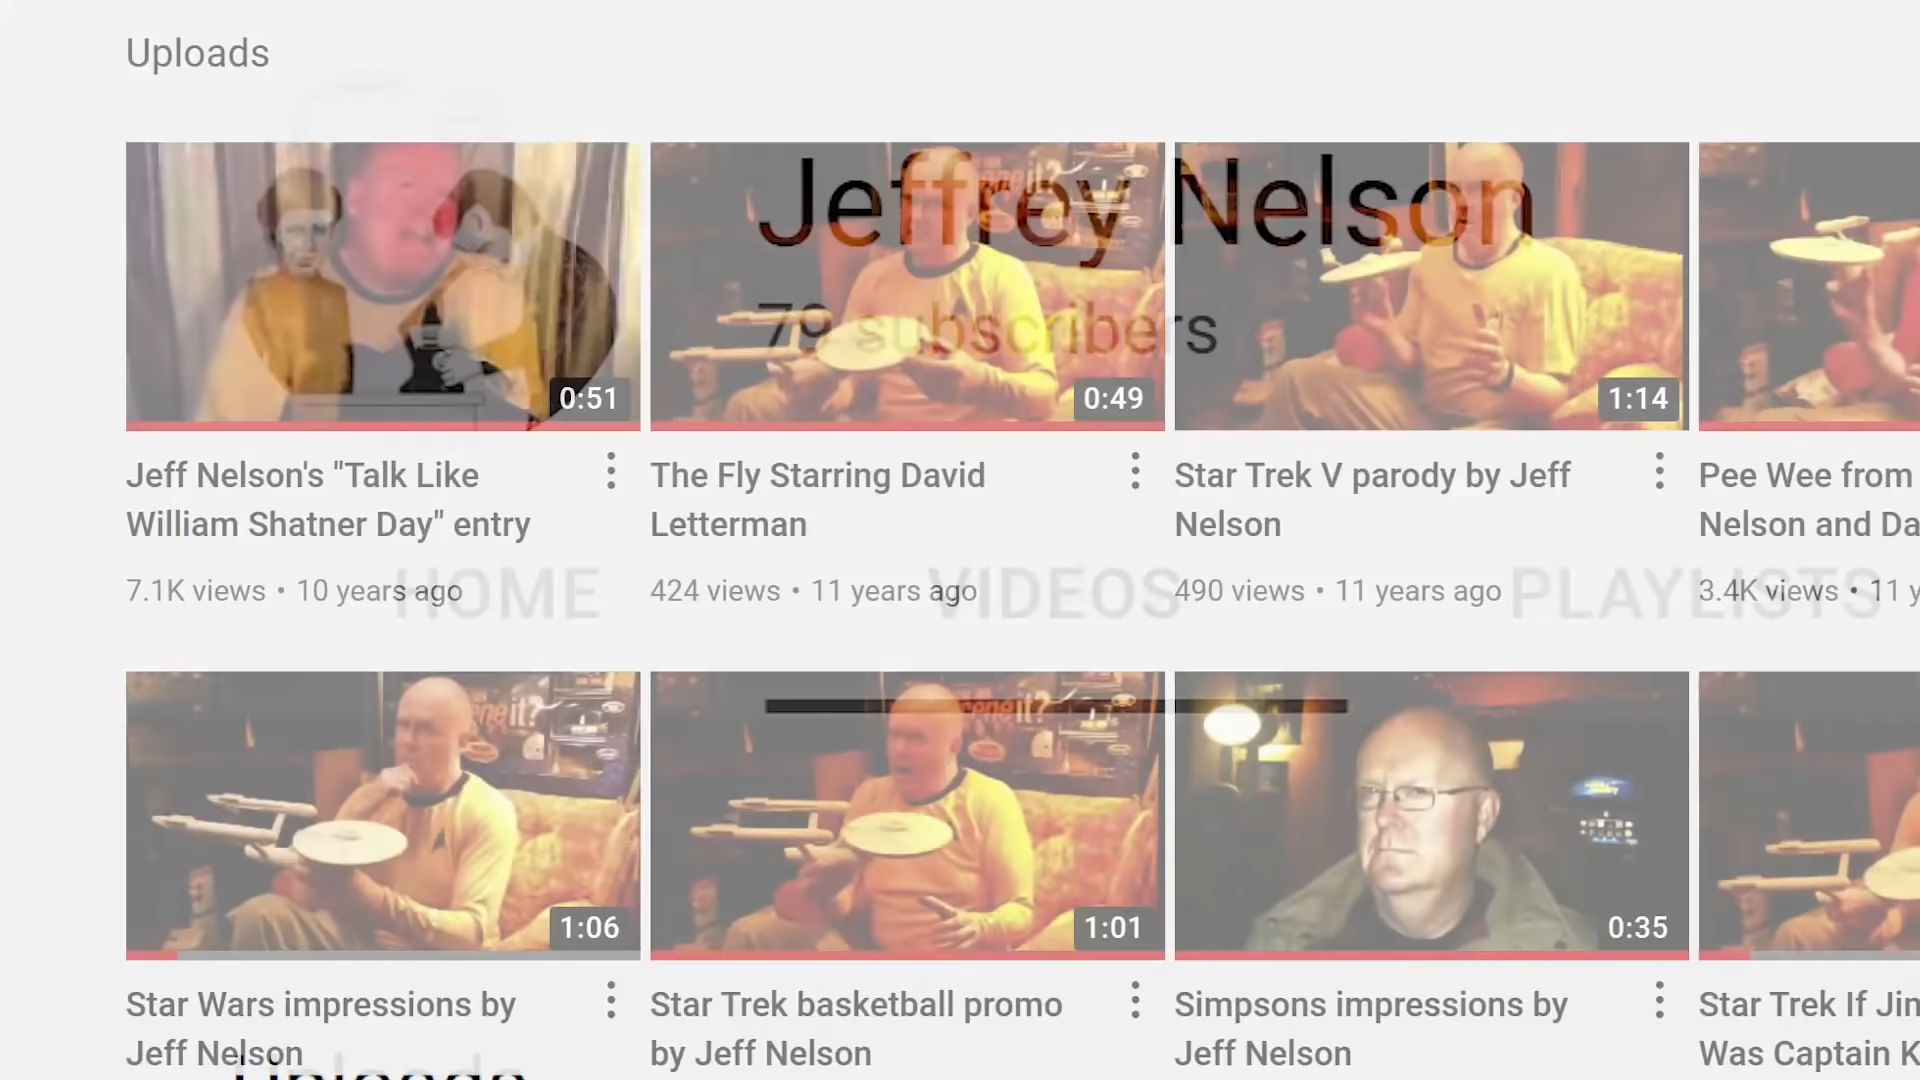 Uploads
Jeffrey Nelson
79 subscribers
0:51
0:49
1:14
Jeff Nelson's "Talk Like
William Shatner Day" entry
7.1K views • 10 years ago
The Fly Starring David
Letterman
424 views • 11 years ago
Star Trek V parody by Jeff
Nelson
490 views • 11 years ago
Pee Wee from
Nelson and Da
3.4K views • 11 y
HOME
VIDEOS
PLAYLISTS
1:06
1:01
0:35
Star Wars impressions by
Jeff Nelson
Star Trek basketball promo
by Jeff Nelson
Simpsons impressions by
Jeff Nelson
Star Trek If Jim
Was Captain K
Uploads